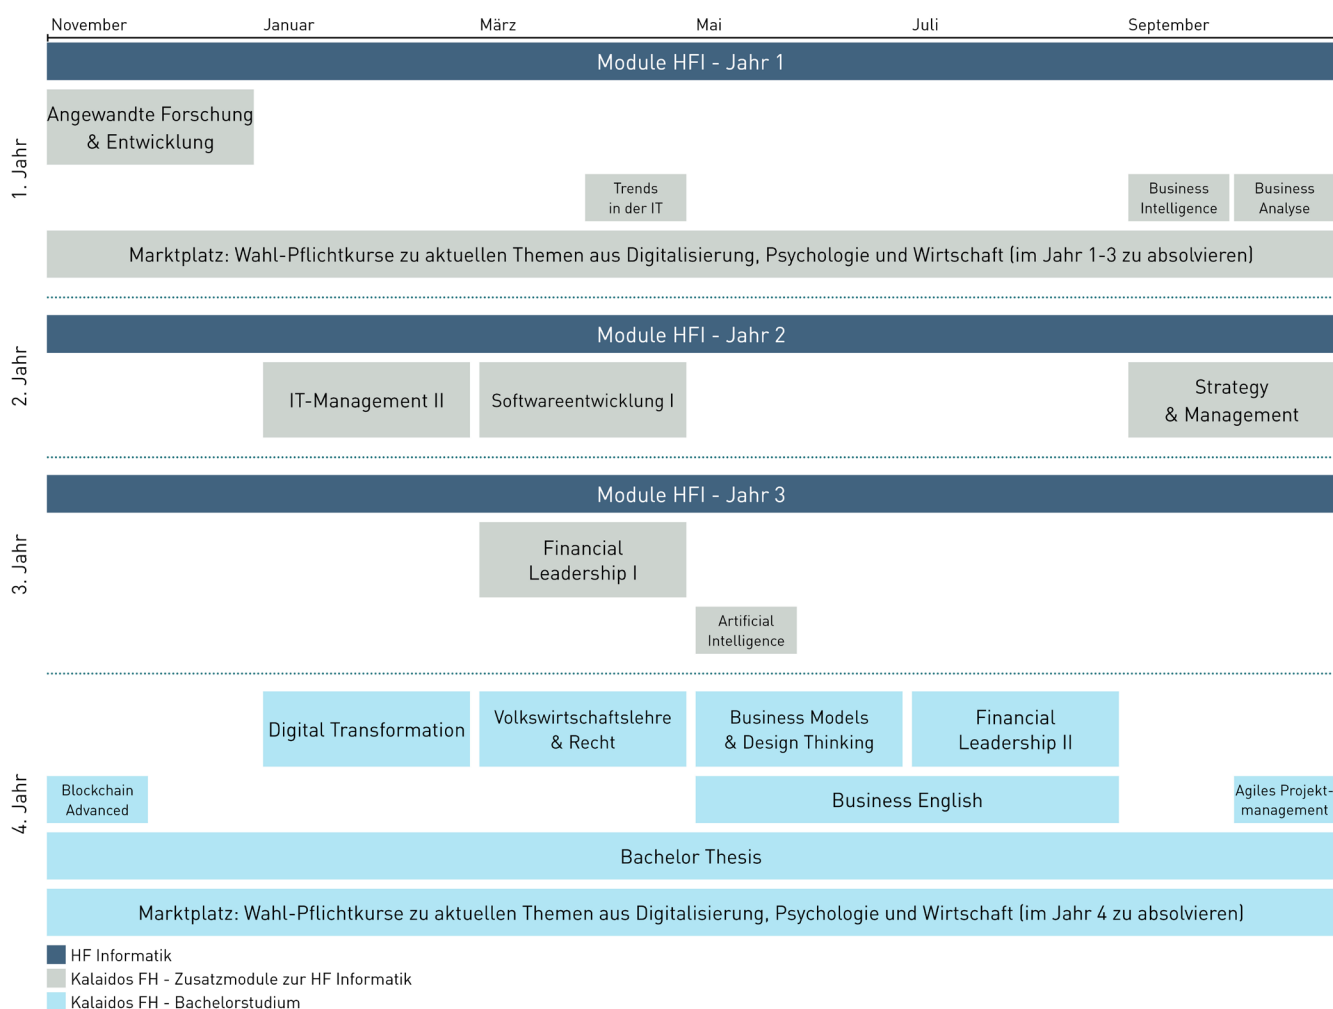 November Januar März Mai Juli September
1. Jahr
Module HFI - Jahr 1
Angewandte Forschung
& Entwicklung
Trends
in der IT
Business
Intelligence
Business
Analyse
Marktplatz: Wahl-Pflichtkurse zu aktuellen Themen aus Digitalisierung, Psychologie und Wirtschaft (im Jahr 1-3 zu absolvieren)
2. Jahr
Module HFI - Jahr 2
IT-Management II
Softwareentwicklung I
Strategy
& Management
3. Jahr
Module HFI - Jahr 3
Financial
Leadership I
Artificial
Intelligence
4. Jahr
Digital Transformation
Volkswirtschaftslehre
& Recht
Business Models
& Design Thinking
Financial
Leadership II
Blockchain
Advanced
Business English
Agiles Projekt-
management
Bachelor Thesis
Marktplatz: Wahl-Pflichtkurse zu aktuellen Themen aus Digitalisierung, Psychologie und Wirtschaft (im Jahr 4 zu absolvieren)
HF Informatik
Kalaidos FH - Zusatzmodule zur HF Informatik
Kalaidos FH - Bachelorstudium